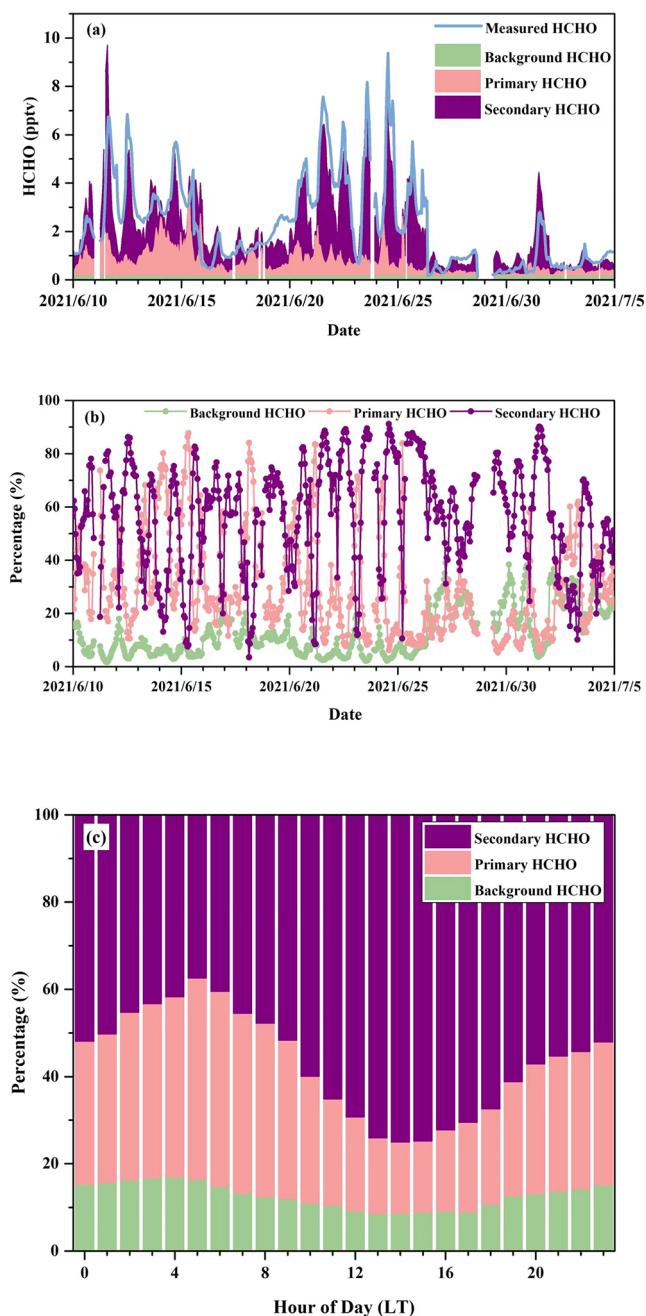 (a)
Measured HCHO
Background HCHO
Primary HCHO
Secondary HCHO
HCHO (pptv)
10
8
6
4
2
0
2021/6/10 2021/6/15 2021/6/20 2021/6/25 2021/6/30 2021/7/5
Date
(b)
Background HCHO Primary HCHO Secondary HCHO
Percentage (%)
100
80
60
40
20
0
2021/6/10 2021/6/15 2021/6/20 2021/6/25 2021/6/30 2021/7/5
Date
(c)
Secondary HCHO
Primary HCHO
Background HCHO
Percentage (%)
100
80
60
40
20
0
0 4 8 12 16 20
Hour of Day (LT)